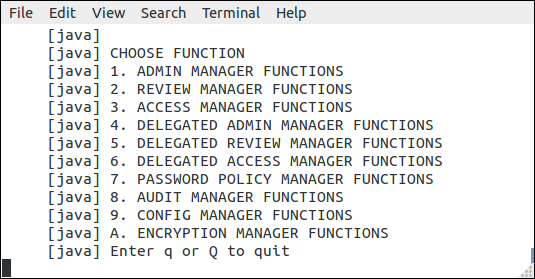 File Edit View Search Terminal Help
[java]
[java] CHOOSE FUNCTION
[java] 1. ADMIN MANAGER FUNCTIONS
[java] 2. REVIEW MANAGER FUNCTIONS
[java] 3. ACCESS MANAGER FUNCTIONS
[java] 4. DELEGATED ADMIN MANAGER FUNCTIONS
[java] 5. DELEGATED REVIEW MANAGER FUNCTIONS
[java] 6. DELEGATED ACCESS MANAGER FUNCTIONS
[java] 7. PASSWORD POLICY MANAGER FUNCTIONS
[java] 8. AUDIT MANAGER FUNCTIONS
[java] 9. CONFIG MANAGER FUNCTIONS
[java] A. ENCRYPTION MANAGER FUNCTIONS
[java] Enter q or Q to quit